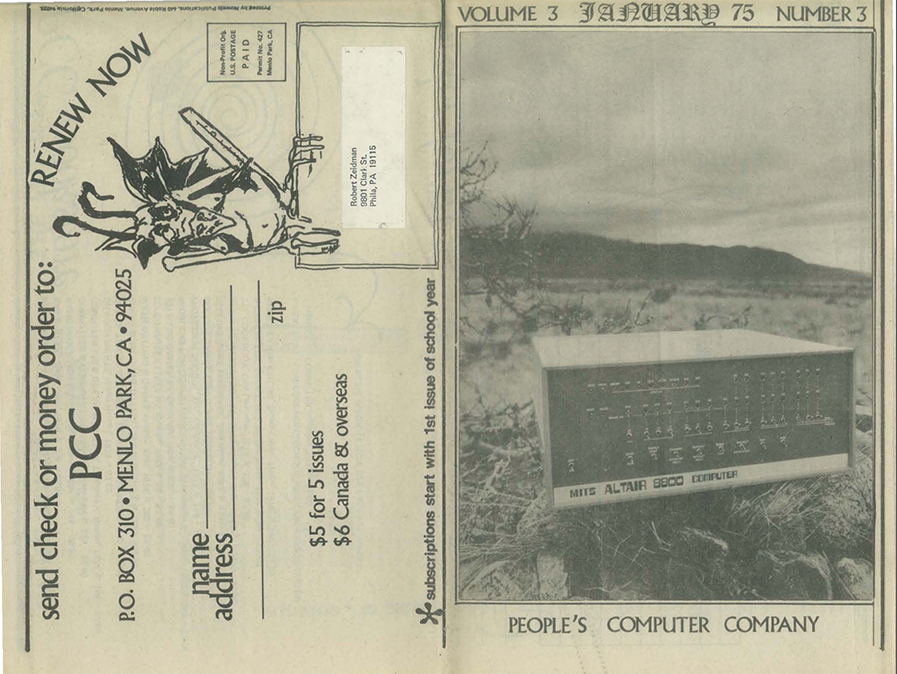 VOLUME 3 JANUARY 75 NUMBER 3
MITS ALTAIR 8800 COMPUTER
PEOPLE'S COMPUTER COMPANY
Printed by Nowels Publications, 640 Roble Avenue, Menlo Park, California 94025.
RENEW NOW
Non-Profit Org.
U.S. POSTAGE
PAID
Permit No. 427
Menlo Park, CA
Robert Zeidman
9801 Clark St.
Phila, PA 19115
send check or money order to:
PCC
P.O. BOX 310 • MENLO PARK, CA • 94025
name
address
zip
$5 for 5 issues
$6 Canada & overseas
* subscriptions start with 1st issue of school year